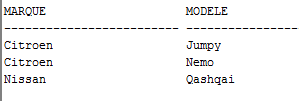 MARQUE MODELE
------------------------- ----------------
Citroen Jumpy
Citroen Nemo
Nissan Qashqai